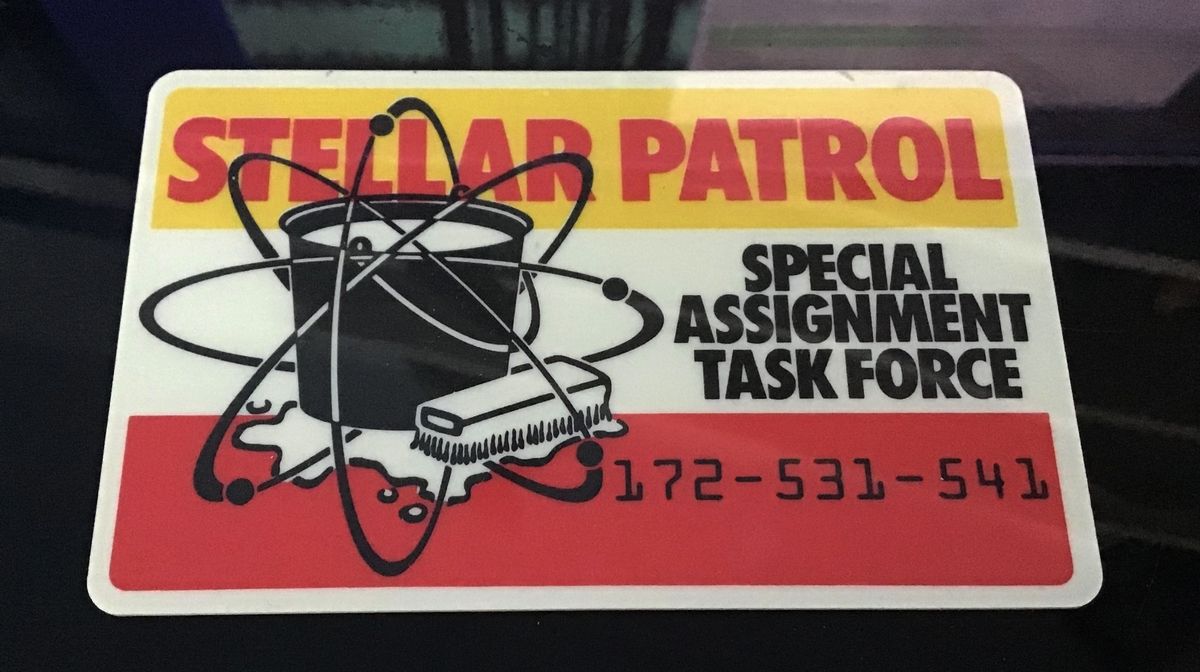 STELLAR PATROL
SPECIAL
ASSIGNMENT
TASK FORCE
172-531-541